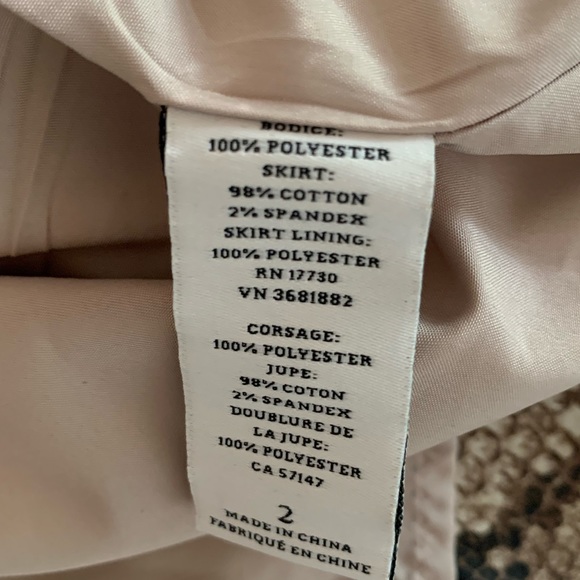 BODICE:
100% POLYESTER
SKIRT:
98% COTTON
2% SPANDEX
SKIRT LINING:
100% POLYESTER
RN 17730
VN 3681882
CORSAGE:
100% POLYESTER
JUPE:
98% COTON
2% SPANDEX
DOUBLURE DE
LA JUPE:
100% POLYESTER
CA 57147
2
MADE IN CHINA
FABRIQUÉ EN CHINE